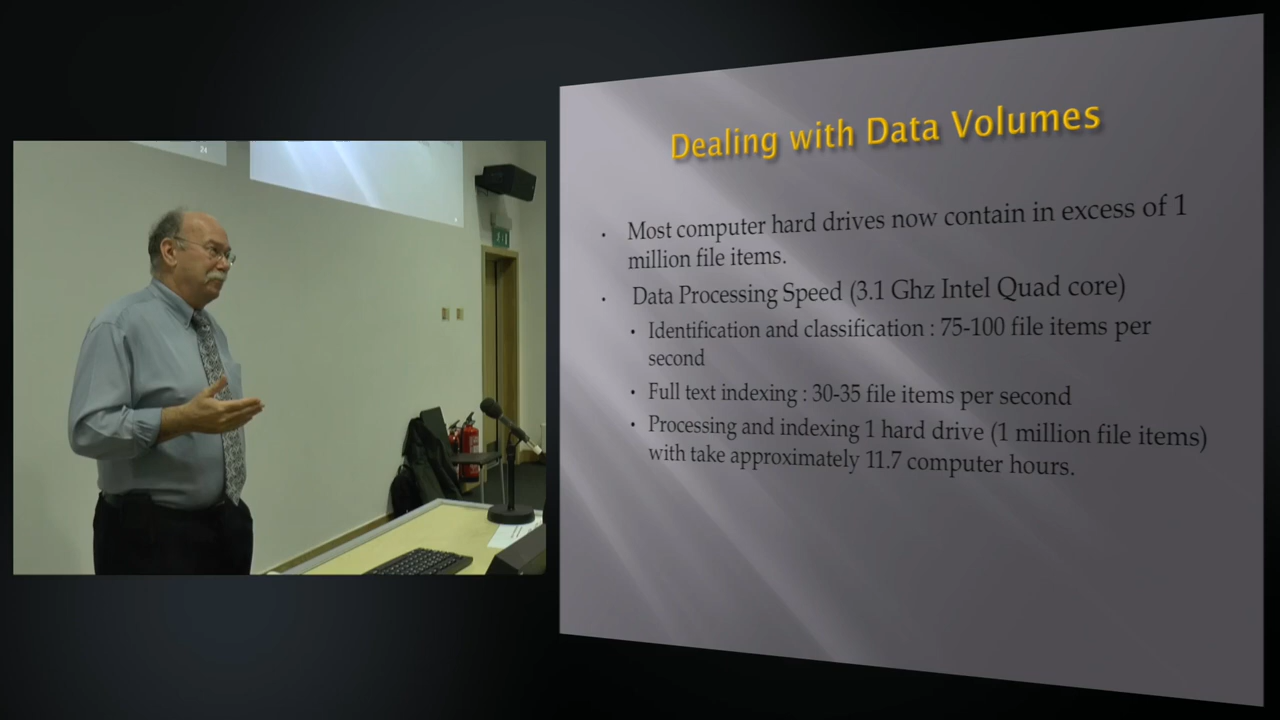 24
Dealing with Data Volumes
· Most computer hard drives now contain in excess of 1
million file items.
· Data Processing Speed (3.1 Ghz Intel Quad core)
· Identification and classification : 75-100 file items per
second
· Full text indexing : 30-35 file items per second
· Processing and indexing 1 hard drive (1 million file items)
with take approximately 11.7 computer hours.